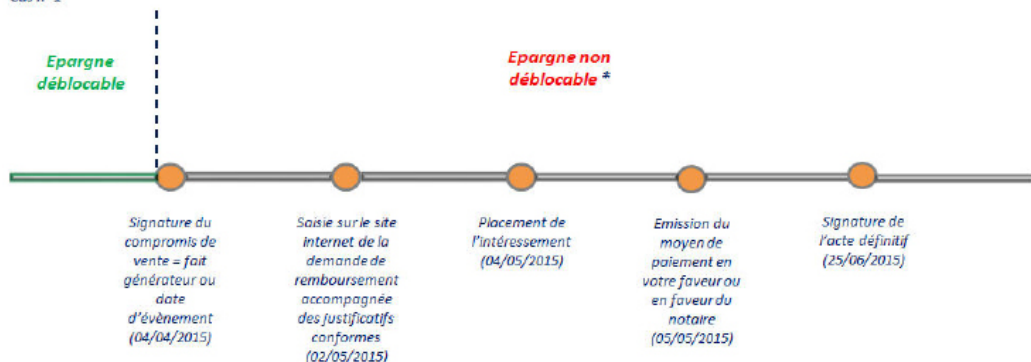 Epargne
déblocable
Epargne non
déblocable *
Signature du
compromis de
vente = fait
générateur ou
date
d'évènement
(04/04/2015)
Saisie sur le site
internet de la
demande de
remboursement
accompagnée
des justificatifs
conformes
(02/05/2015)
Placement de
l'intéressement
(04/05/2015)
Emission du
moyen de
paiement en
votre faveur ou
en faveur du
notaire
(05/05/2015)
Signature de
l'acte définitif
(25/06/2015)